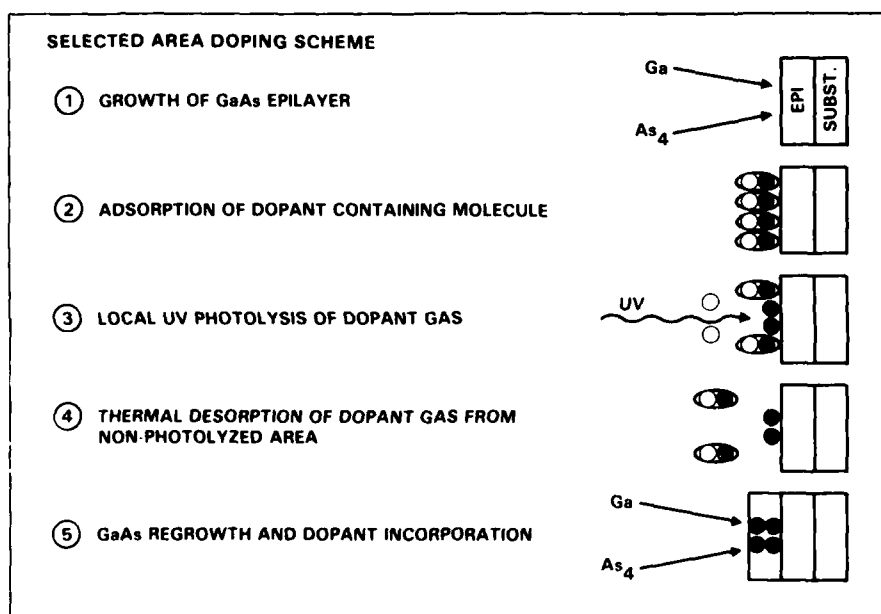 SELECTED AREA DOPING SCHEME
1 GROWTH OF GaAs EPILAYER
Ga
As4
EPI
SUBST.
2 ADSORPTION OF DOPANT CONTAINING MOLECULE
3 LOCAL UV PHOTOLYSIS OF DOPANT GAS
UV
4 THERMAL DESORPTION OF DOPANT GAS FROM
NON-PHOTOLYZED AREA
5 GaAs REGROWTH AND DOPANT INCORPORATION
Ga
As4